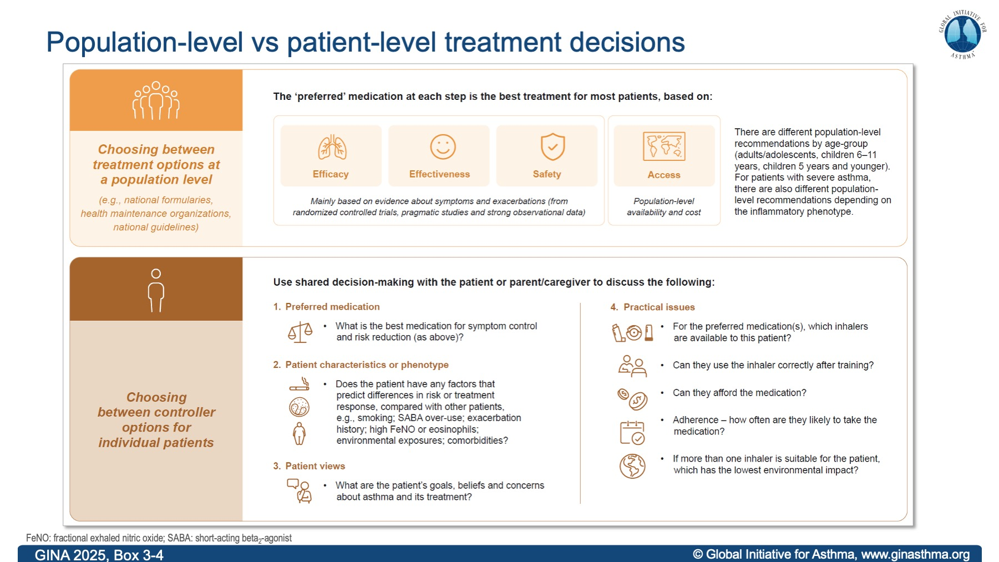 Population-level vs patient-level treatment decisions
GLOBAL INITIATIVE FOR
ASTHMA
Choosing between
treatment options at
a population level
(e.g., national formularies,
health maintenance organizations,
national guidelines)
The ‘preferred’ medication at each step is the best treatment for most patients, based on:
Efficacy
Effectiveness
Safety
Mainly based on evidence about symptoms and exacerbations (from
randomized controlled trials, pragmatic studies and strong observational data)
Access
Population-level
availability and cost
There are different population-level
recommendations by age-group
(adults/adolescents, children 6–11
years, children 5 years and younger).
For patients with severe asthma,
there are also different population-
level recommendations depending on
the inflammatory phenotype.
Choosing
between controller
options for
individual patients
Use shared decision-making with the patient or parent/caregiver to discuss the following:
1. Preferred medication
• What is the best medication for symptom control
and risk reduction (as above)?
2. Patient characteristics or phenotype
• Does the patient have any factors that
predict differences in risk or treatment
response, compared with other patients,
e.g., smoking; SABA over-use; exacerbation
history; high FeNO or eosinophils;
environmental exposures; comorbidities?
3. Patient views
• What are the patient’s goals, beliefs and concerns
about asthma and its treatment?
4. Practical issues
• For the preferred medication(s), which inhalers
are available to this patient?
• Can they use the inhaler correctly after training?
• Can they afford the medication?
• Adherence – how often are they likely to take the
medication?
• If more than one inhaler is suitable for the patient,
which has the lowest environmental impact?
FeNO: fractional exhaled nitric oxide; SABA: short-acting beta₂-agonist
GINA 2025, Box 3-4
© Global Initiative for Asthma, www.ginasthma.org